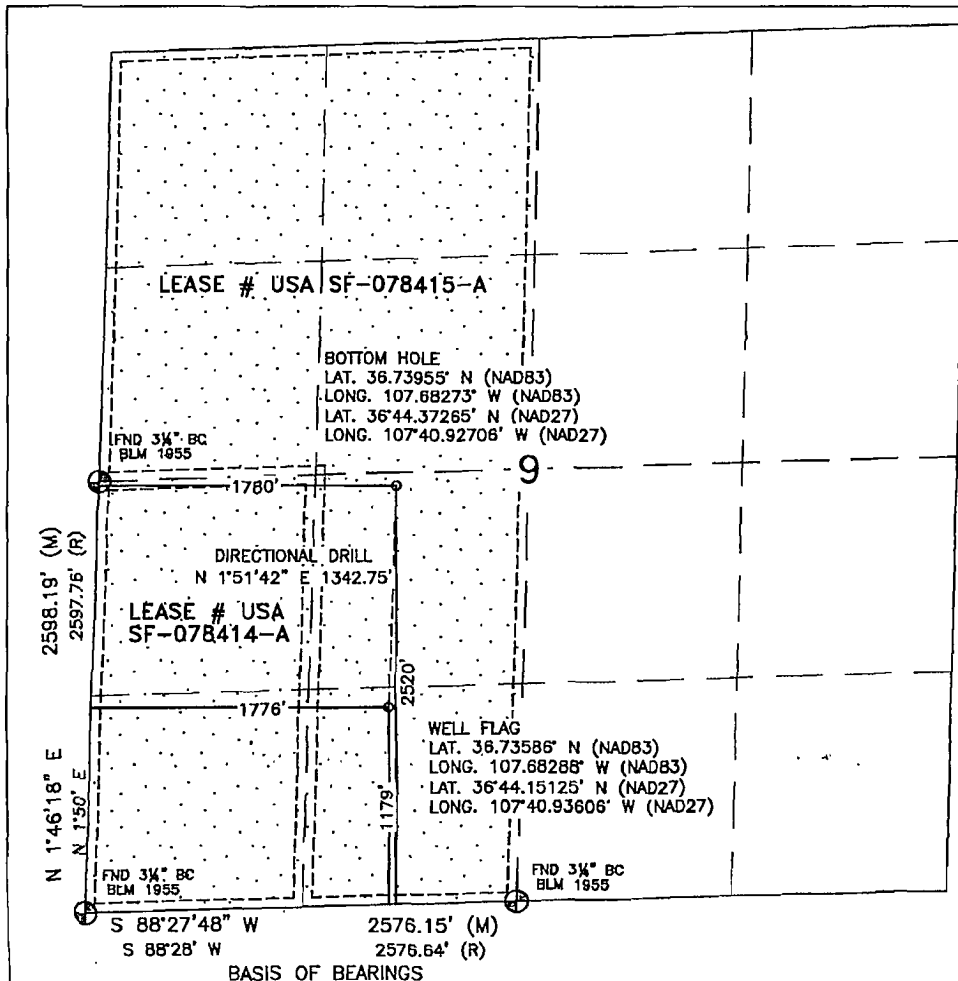 LEASE # USA SF-078415-A
BOTTOM HOLE
LAT. 36.73955° N (NAD83)
LONG. 107.68273° W (NAD83)
LAT. 36°44.37265' N (NAD27)
LONG. 107°40.92706' W (NAD27)
FND 3¼" BC
BLM 1955
9
1780'
DIRECTIONAL DRILL
N 1°51'42" E 1342.75'
LEASE # USA
SF-078414-A
2598.19' (M)
2597.76' (R)
N 1°46'18" E
N 1°50' E
2520'
1776'
WELL FLAG
LAT. 36.73586° N (NAD83)
LONG. 107.68288° W (NAD83)
LAT. 36°44.15125' N (NAD27)
LONG. 107°40.93606' W (NAD27)
1179'
FND 3¼" BC
BLM 1955
FND 3¼" BC
BLM 1955
S 88°27'48" W 2576.15' (M)
S 88°28' W 2576.64' (R)
BASIS OF BEARINGS